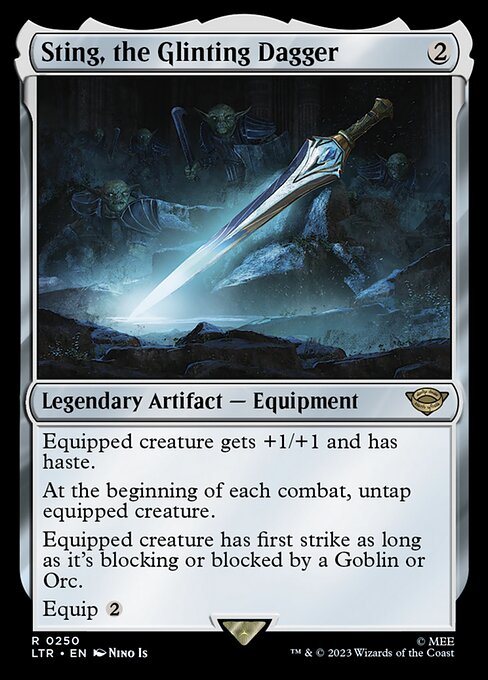 Sting, the Glinting Dagger 2
Legendary Artifact — Equipment
Equipped creature gets +1/+1 and has
haste.
At the beginning of each combat, untap
equipped creature.
Equipped creature has first strike as long
as it's blocking or blocked by a Goblin or
Orc.
Equip 2
R 0250
LTR • EN Nino Is
© MEE
™ & © 2023 Wizards of the Coast